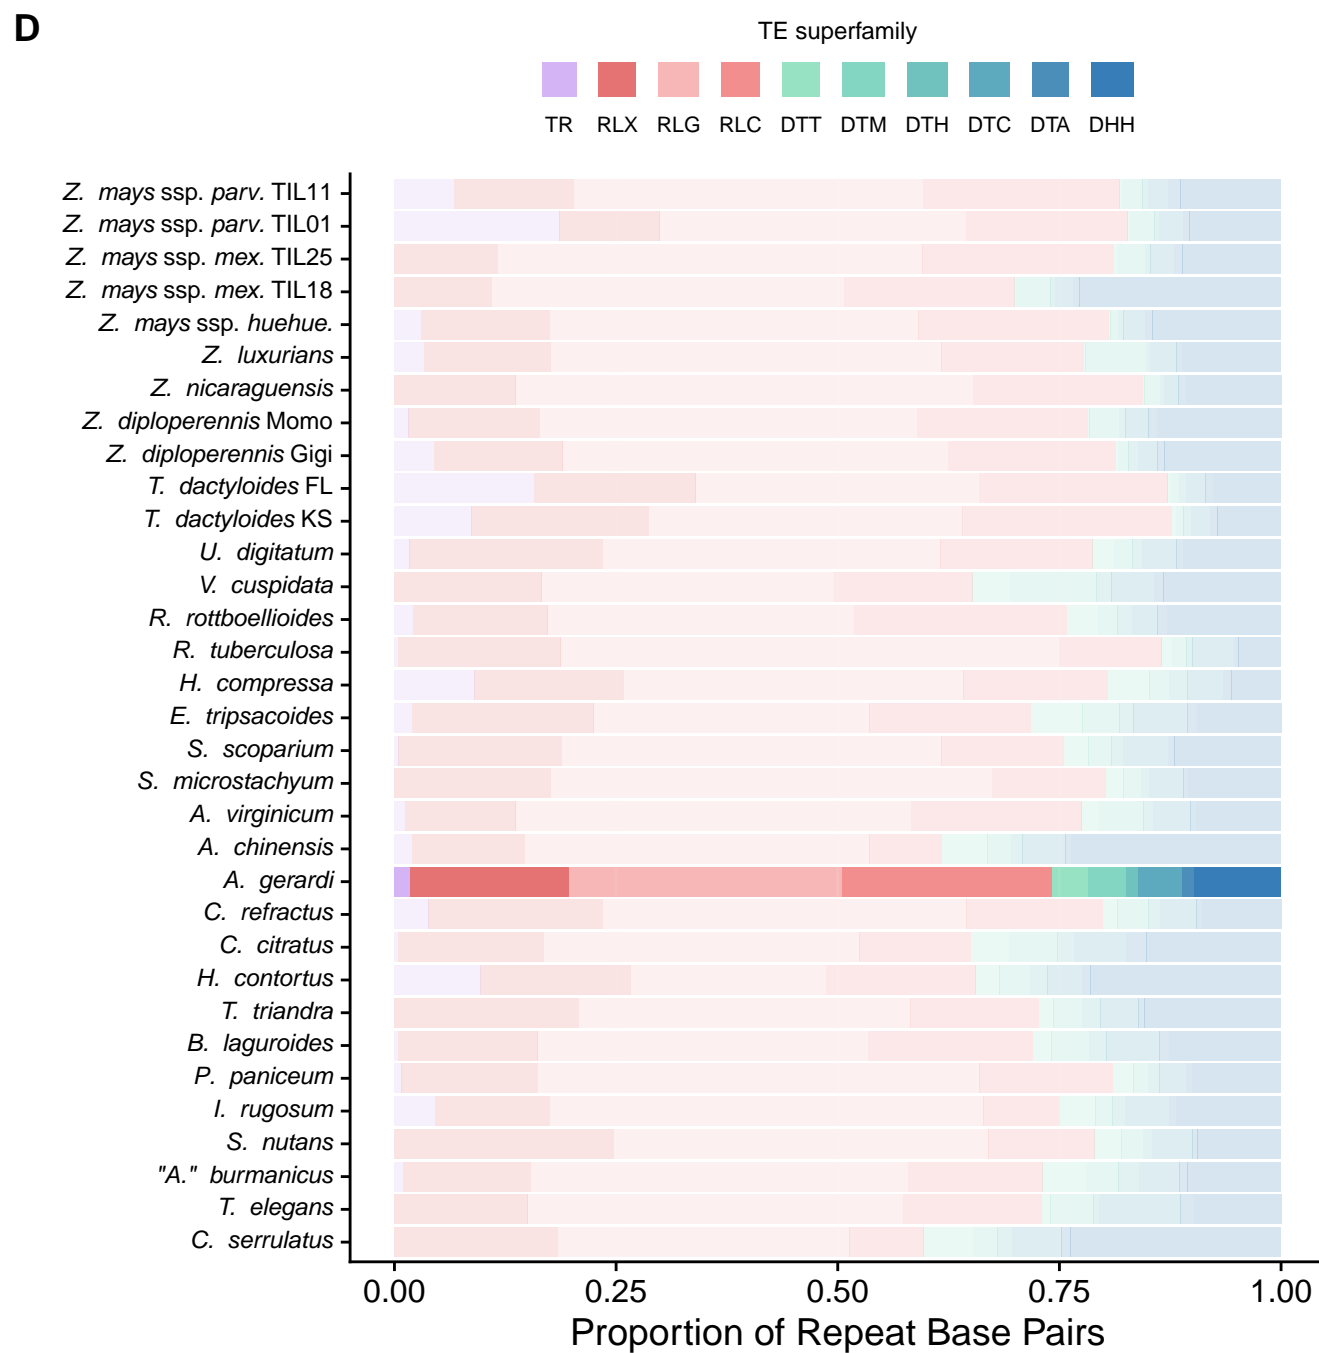 D
TE superfamily
TR RLX RLG RLC DTT DTM DTH DTC DTA DHH
Z. mays ssp. parv. TIL11
Z. mays ssp. parv. TIL01
Z. mays ssp. mex. TIL25
Z. mays ssp. mex. TIL18
Z. mays ssp. huehue.
Z. luxurians
Z. nicaraguensis
Z. diploperennis Momo
Z. diploperennis Gigi
T. dactyloides FL
T. dactyloides KS
U. digitatum
V. cuspidata
R. rottboellioides
R. tuberculosa
H. compressa
E. tripsacoides
S. scoparium
S. microstachyum
A. virginicum
A. chinensis
A. gerardi
C. refractus
C. citratus
H. contortus
T. triandra
B. laguroides
P. paniceum
I. rugosum
S. nutans
"A." burmanicus
T. elegans
C. serrulatus
0.00 0.25 0.50 0.75 1.00
Proportion of Repeat Base Pairs